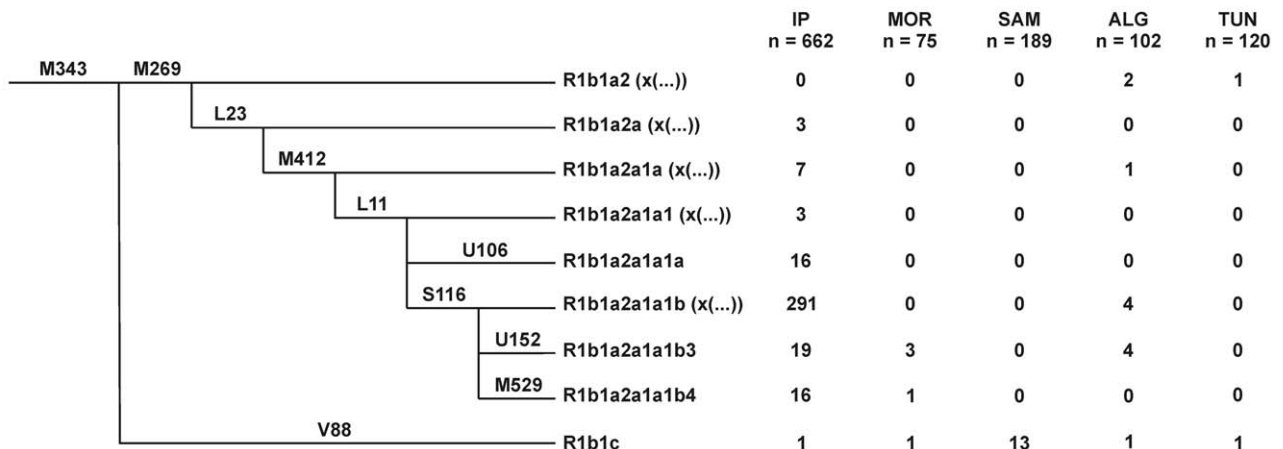 IP MOR SAM ALG TUN
n = 662 n = 75 n = 189 n = 102 n = 120
M343 M269 R1b1a2 (x(...)) 0 0 0 2 1
L23 R1b1a2a (x(...)) 3 0 0 0 0
M412 R1b1a2a1a (x(...)) 7 0 0 1 0
L11 R1b1a2a1a1 (x(...)) 3 0 0 0 0
U106 R1b1a2a1a1a 16 0 0 0 0
S116 R1b1a2a1a1b (x(...)) 291 0 0 4 0
U152 R1b1a2a1a1b3 19 3 0 4 0
M529 R1b1a2a1a1b4 16 1 0 0 0
V88 R1b1c 1 1 13 1 1